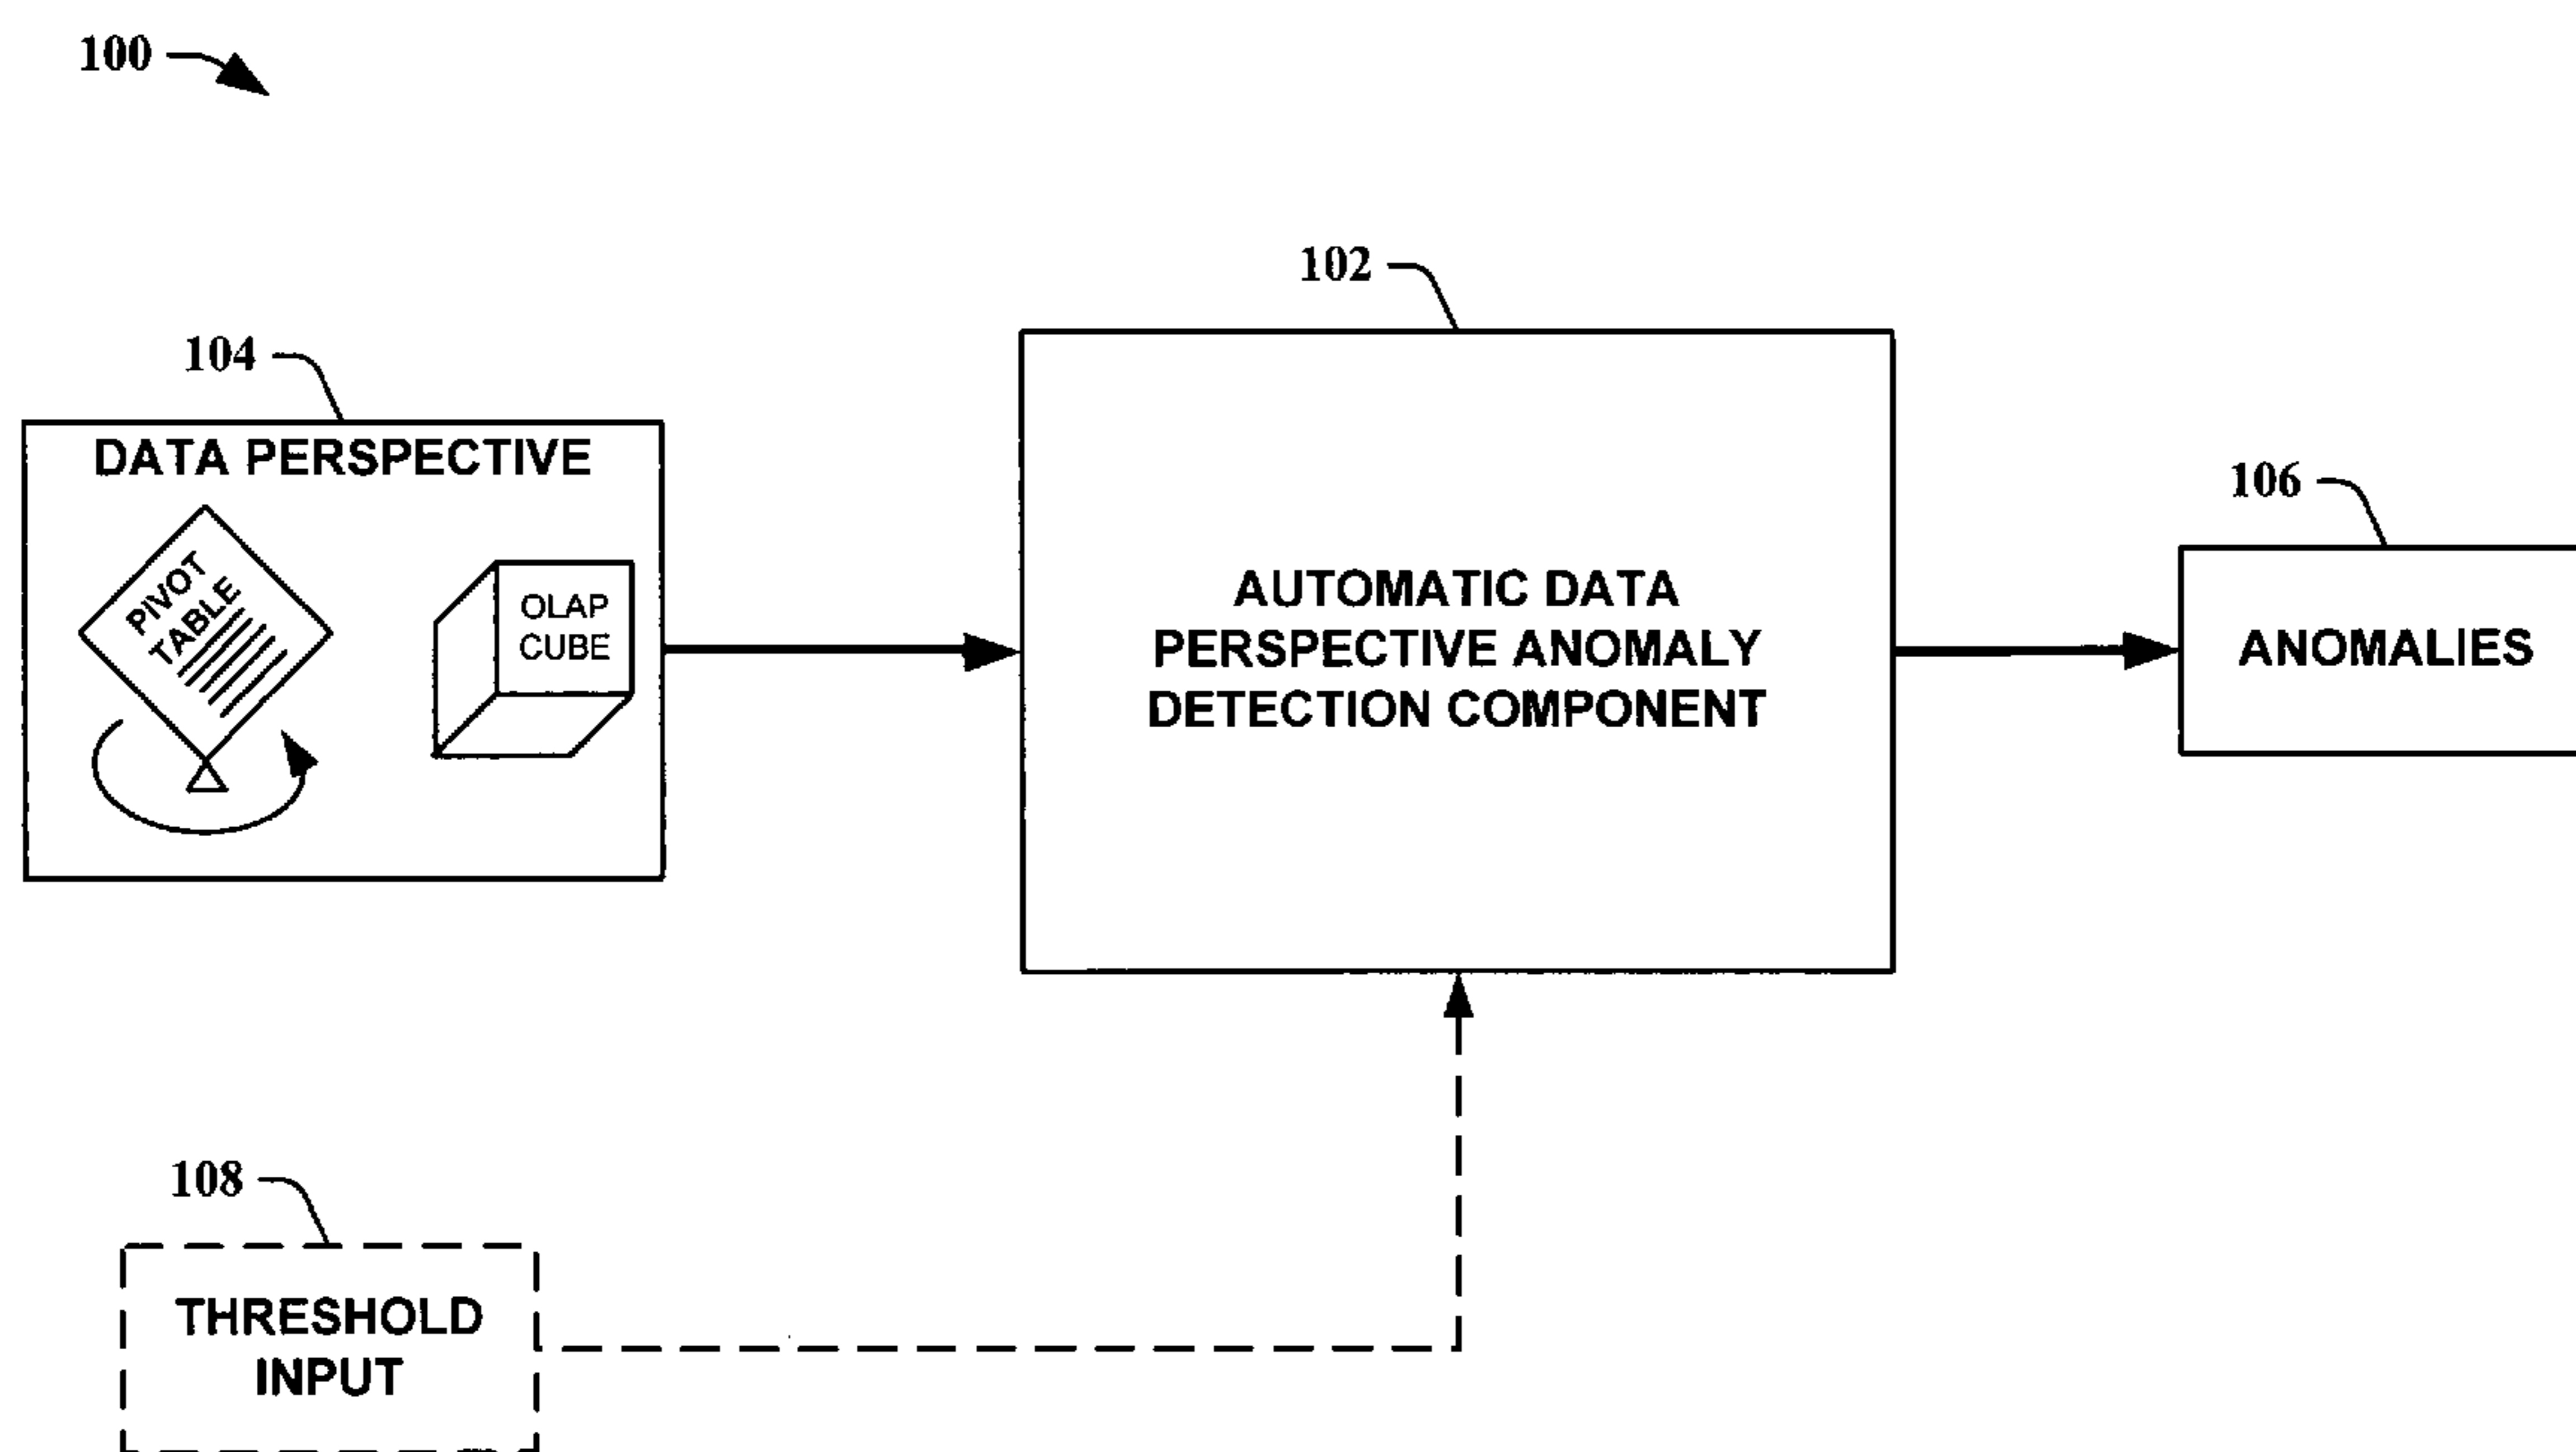 100
102
104
DATA PERSPECTIVE
PIVOT
TABLE
OLAP
CUBE
AUTOMATIC DATA
PERSPECTIVE ANOMALY
DETECTION COMPONENT
106
ANOMALIES
108
THRESHOLD
INPUT